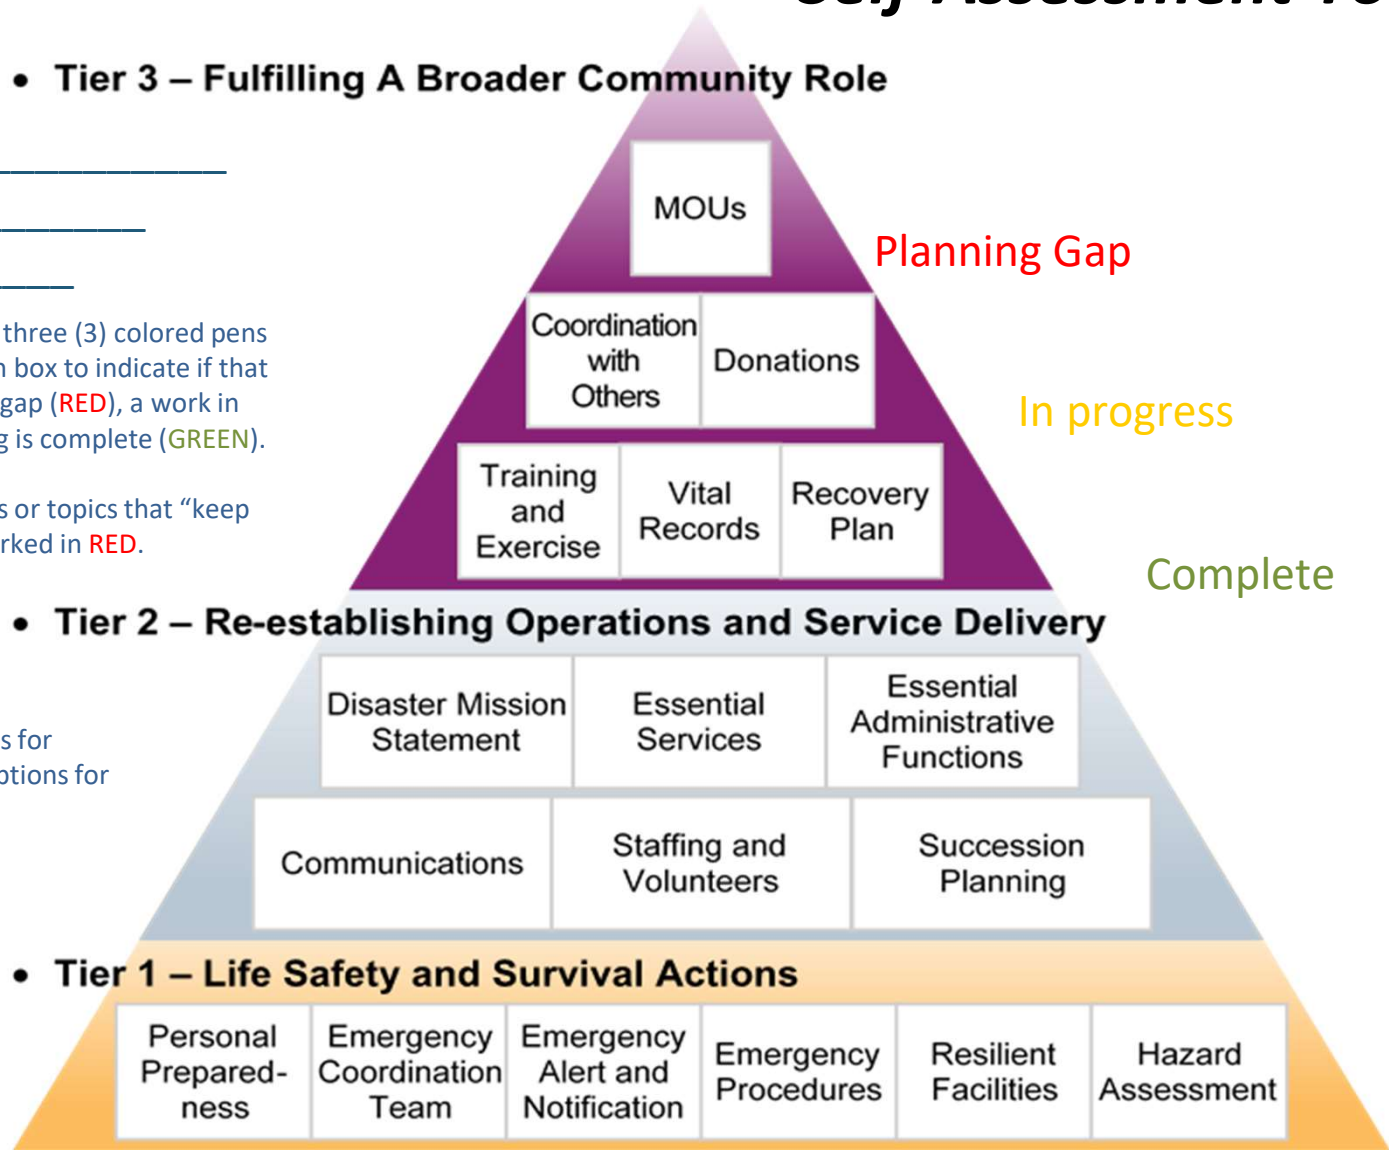 Self-Assessment To
• Tier 3 – Fulfilling A Broader Community Role
MOUs
Planning Gap
three (3) colored pens
box to indicate if that
gap (RED), a work in
is complete (GREEN).
Coordination
with
Others
Donations
In progress
or topics that “keep
in RED.
Training
and
Exercise
Vital
Records
Recovery
Plan
Complete
• Tier 2 – Re-establishing Operations and Service Delivery
for
for
Disaster Mission
Statement
Essential
Services
Essential
Administrative
Functions
Communications
Staffing and
Volunteers
Succession
Planning
• Tier 1 – Life Safety and Survival Actions
Personal
Prepared-
ness
Emergency
Coordination
Team
Emergency
Alert and
Notification
Emergency
Procedures
Resilient
Facilities
Hazard
Assessment